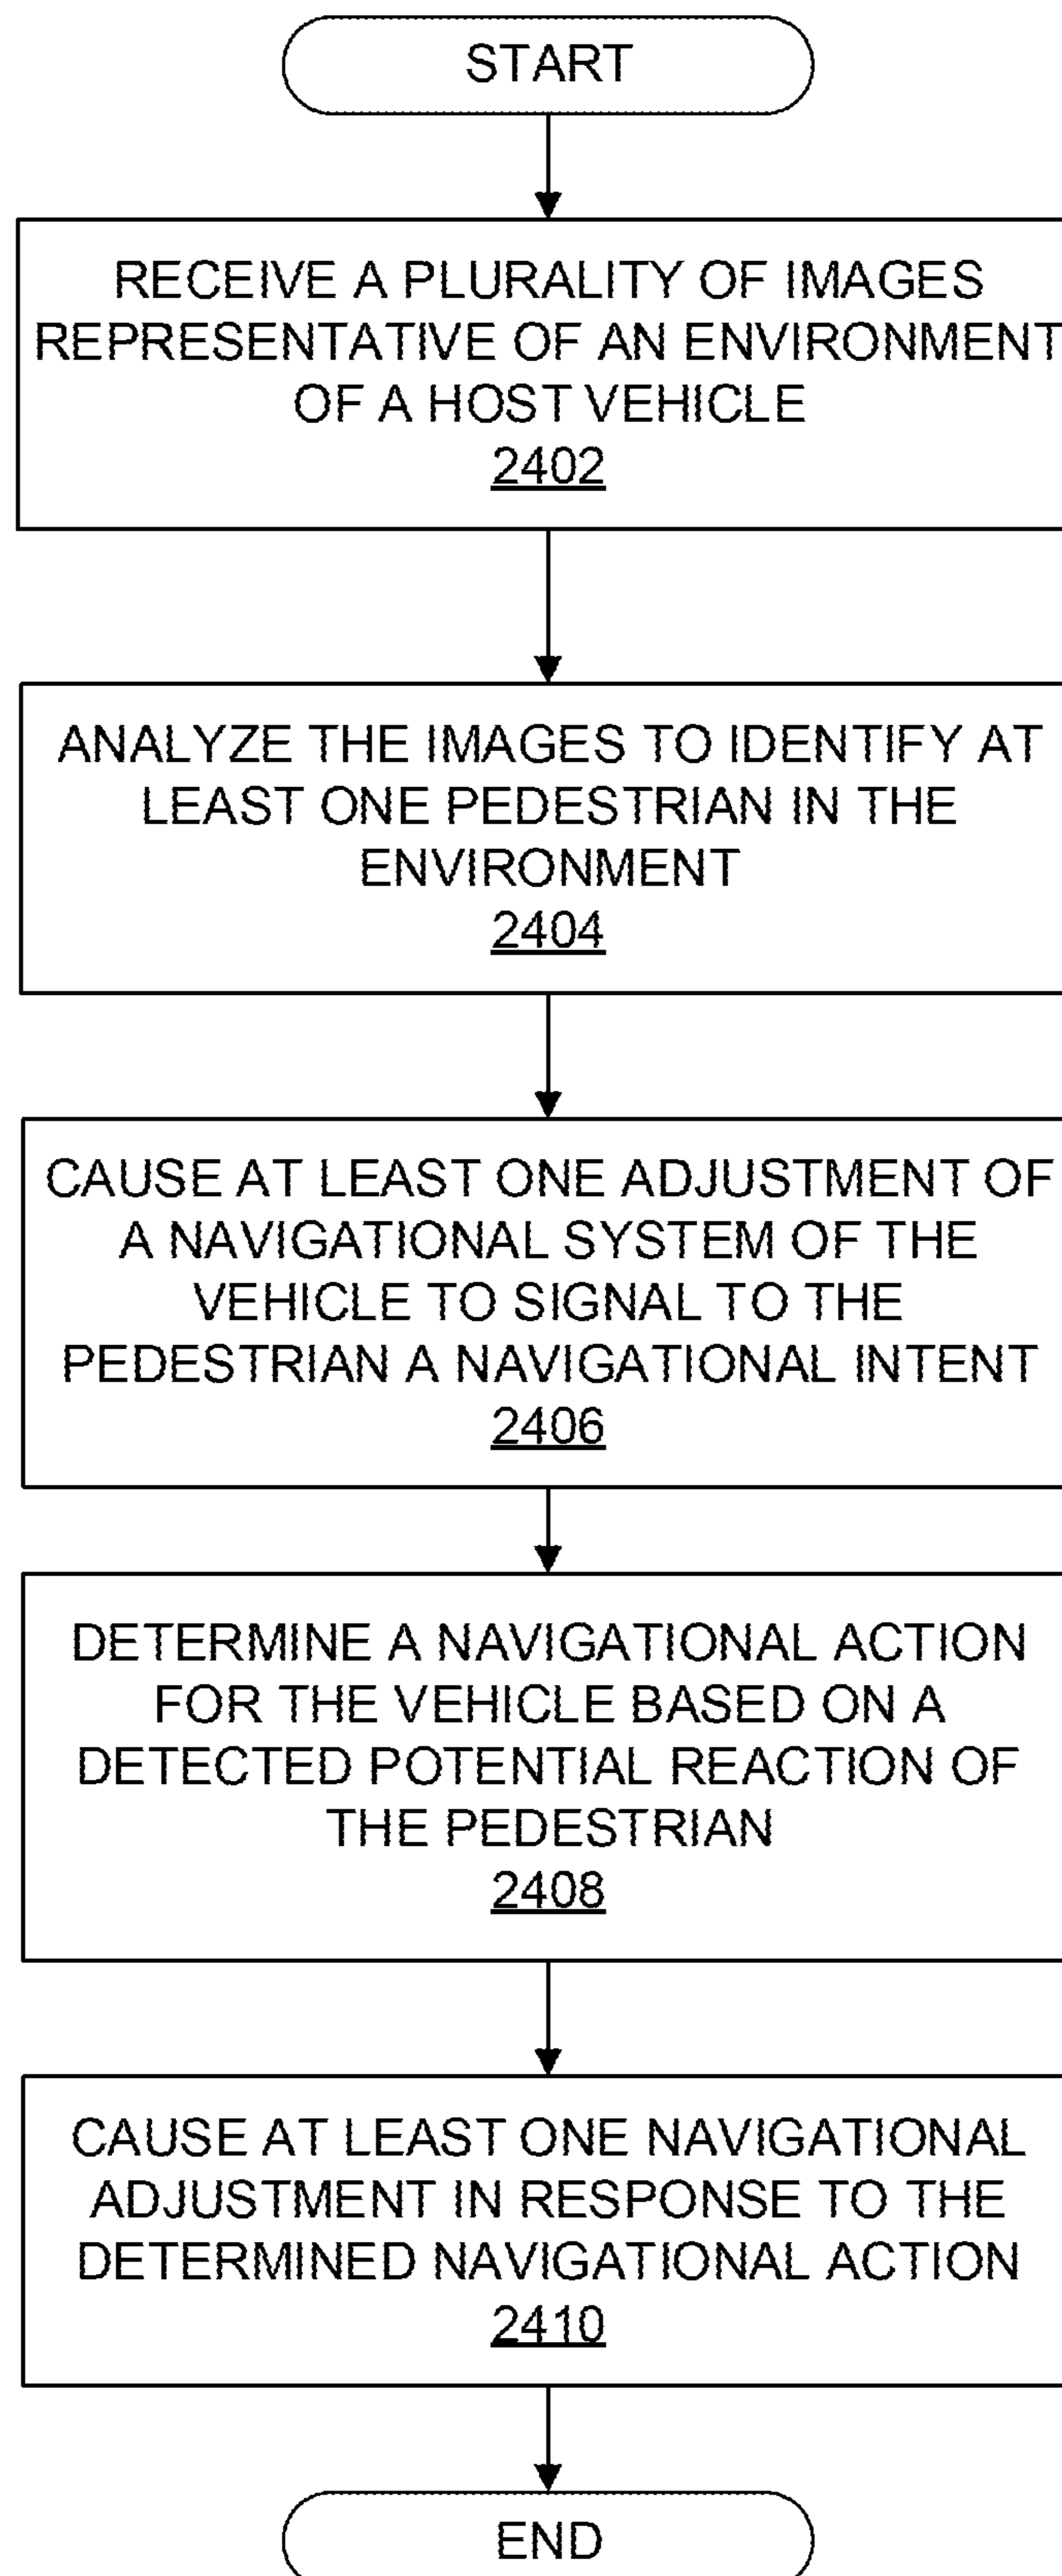 START
RECEIVE A PLURALITY OF IMAGES
REPRESENTATIVE OF AN ENVIRONMENT
OF A HOST VEHICLE
2402
ANALYZE THE IMAGES TO IDENTIFY AT
LEAST ONE PEDESTRIAN IN THE
ENVIRONMENT
2404
CAUSE AT LEAST ONE ADJUSTMENT OF
A NAVIGATIONAL SYSTEM OF THE
VEHICLE TO SIGNAL TO THE
PEDESTRIAN A NAVIGATIONAL INTENT
2406
DETERMINE A NAVIGATIONAL ACTION
FOR THE VEHICLE BASED ON A
DETECTED POTENTIAL REACTION OF
THE PEDESTRIAN
2408
CAUSE AT LEAST ONE NAVIGATIONAL
ADJUSTMENT IN RESPONSE TO THE
DETERMINED NAVIGATIONAL ACTION
2410
END